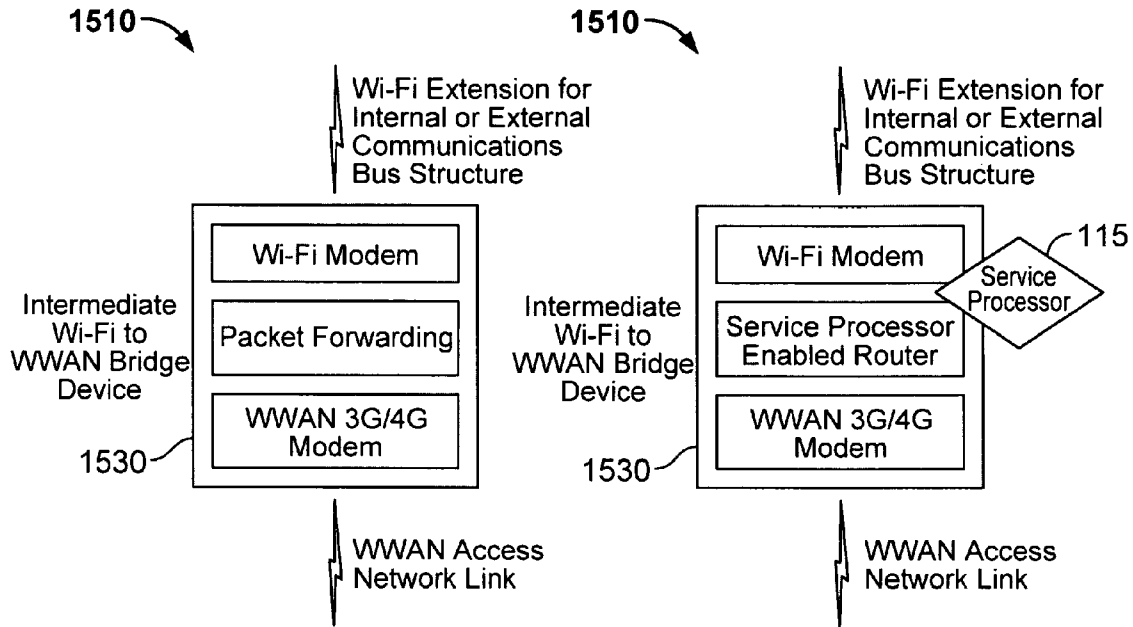 1510
Wi-Fi Extension for
Internal or External
Communications
Bus Structure
Wi-Fi Modem
Packet Forwarding
WWAN 3G/4G
Modem
Intermediate
Wi-Fi to
WWAN Bridge
Device
1530
WWAN Access
Network Link
1510
Wi-Fi Extension for
Internal or External
Communications
Bus Structure
115
Wi-Fi Modem
Service
Processor
Service Processor
Enabled Router
WWAN 3G/4G
Modem
Intermediate
Wi-Fi to
WWAN Bridge
Device
1530
WWAN Access
Network Link